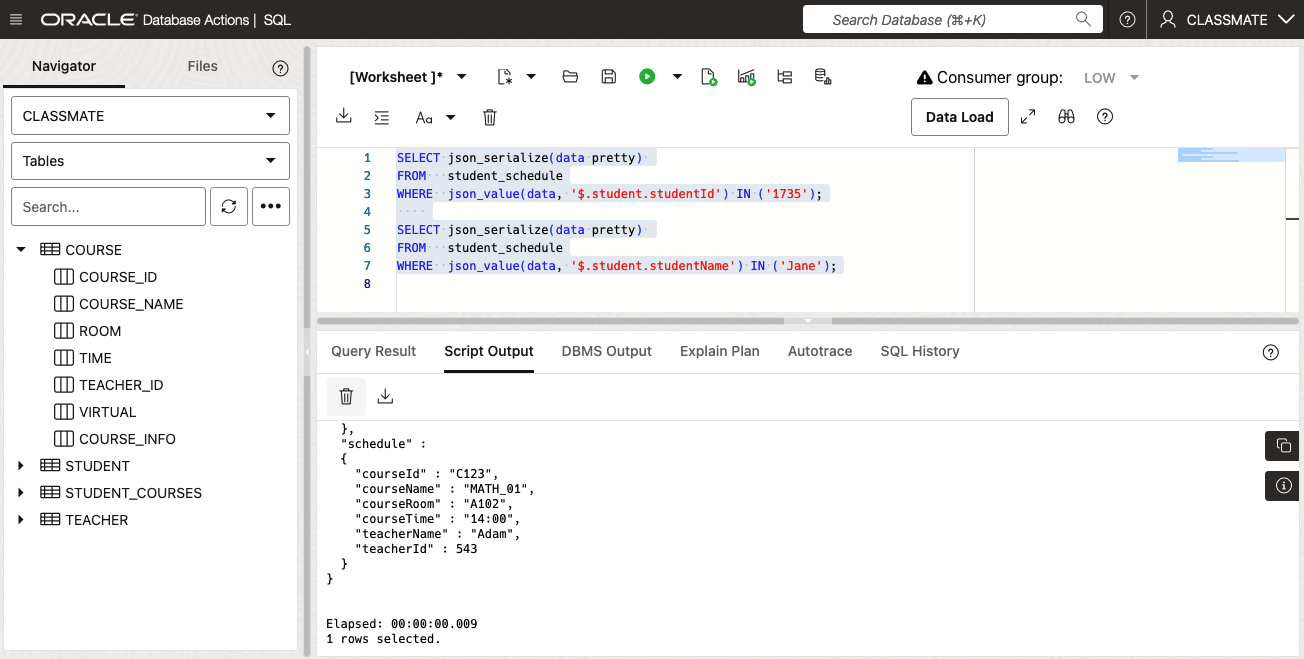 ORACLE Database Actions | SQL
Search Database (⌘+K)
CLASSMATE
Navigator
Files
CLASSMATE
Tables
Search...
COURSE
COURSE_ID
COURSE_NAME
ROOM
TIME
TEACHER_ID
VIRTUAL
COURSE_INFO
STUDENT
STUDENT_COURSES
TEACHER
[Worksheet ]*
Consumer group: LOW
Aa
Data Load
1 SELECT json_serialize(data pretty)
2 FROM student_schedule
3 WHERE json_value(data, '$.student.studentId') IN ('1735');
4
5 SELECT json_serialize(data pretty)
6 FROM student_schedule
7 WHERE json_value(data, '$.student.studentName') IN ('Jane');
8
Query Result Script Output DBMS Output Explain Plan Autotrace SQL History
},
"schedule" :
{
"courseId" : "C123",
"courseName" : "MATH_01",
"courseRoom" : "A102",
"courseTime" : "14:00",
"teacherName" : "Adam",
"teacherId" : 543
}
}
Elapsed: 00:00:00.009
1 rows selected.